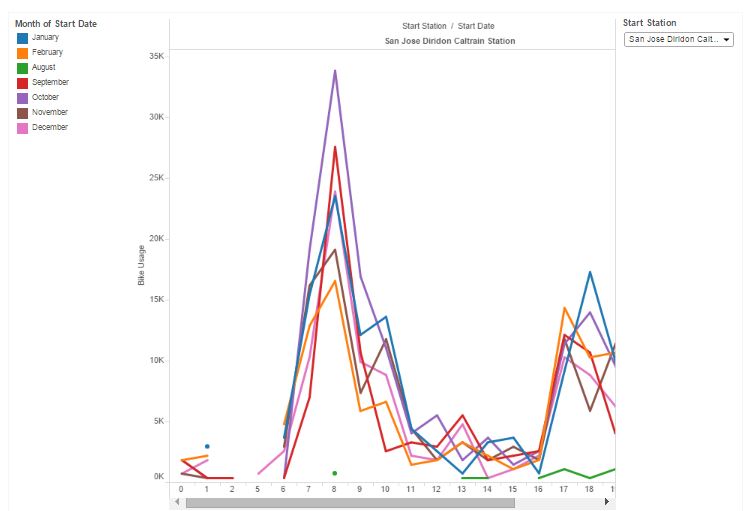 Month of Start Date
January
February
August
September
October
November
December
Start Station / Start Date
San Jose Diridon Caltrain Station
Bike Usage
35K
30K
25K
20K
15K
10K
5K
0K
0 1 2 5 6 7 8 9 10 11 12 13 14 15 16 17 18
Start Station
San Jose Diridon Calt...